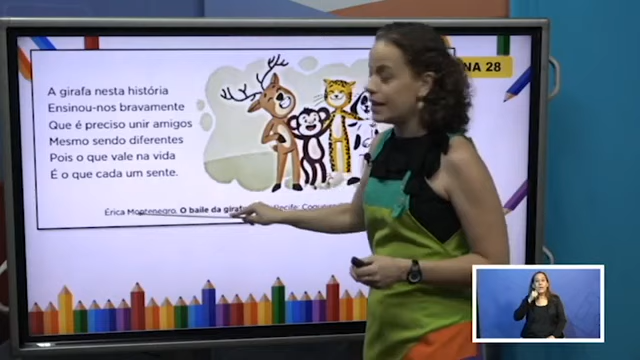 NA 28
A girafa nesta história
Ensinou-nos bravamente
Que é preciso unir amigos
Mesmo sendo diferentes
Pois o que vale na vida
É o que cada um sente.
Érica Montenegro. O baile da girafa. Recife: Coqueiro